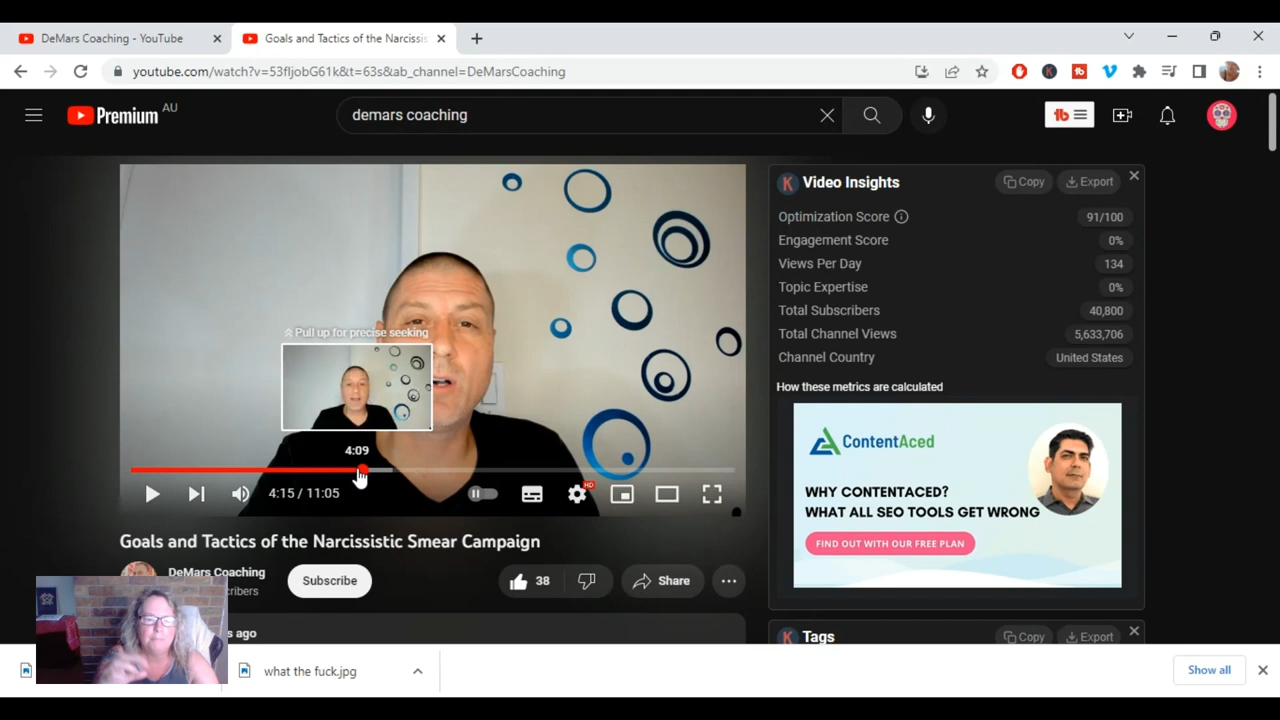 DeMars Coaching - YouTube
Goals and Tactics of the Narcissis
youtube.com/watch?v=53fljobG61k&t=63s&ab_channel=DeMarsCoaching
Premium AU
demars coaching
Pull up for precise seeking
4:09
4:15 / 11:05
HD
Goals and Tactics of the Narcissistic Smear Campaign
DeMars Coaching
cribers
Subscribe
38
Share
s ago
Video Insights
Copy
Export
Optimization Score 91/100
Engagement Score 0%
Views Per Day 134
Topic Expertise 0%
Total Subscribers 40,800
Total Channel Views 5,633,706
Channel Country United States
How these metrics are calculated
ContentAced
WHY CONTENTACED?
WHAT ALL SEO TOOLS GET WRONG
FIND OUT WITH OUR FREE PLAN
Tags
Copy
Export
what the fuck.jpg
Show all